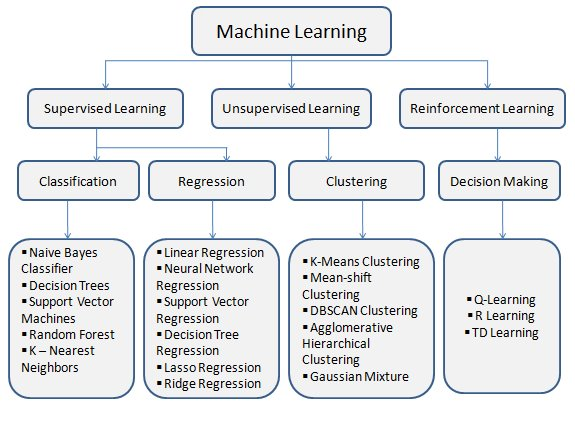 Machine Learning
Supervised Learning
Unsupervised Learning
Reinforcement Learning
Classification
Regression
Clustering
Decision Making
▪ Naive Bayes
Classifier
▪ Decision Trees
▪ Support Vector
Machines
▪ Random Forest
▪ K – Nearest
Neighbors
▪ Linear Regression
▪ Neural Network
Regression
▪ Support Vector
Regression
▪ Decision Tree
Regression
▪ Lasso Regression
▪ Ridge Regression
▪ K-Means Clustering
▪ Mean-shift
Clustering
▪ DBSCAN Clustering
▪ Agglomerative
Hierarchical
Clustering
▪ Gaussian Mixture
▪ Q-Learning
▪ R Learning
▪ TD Learning